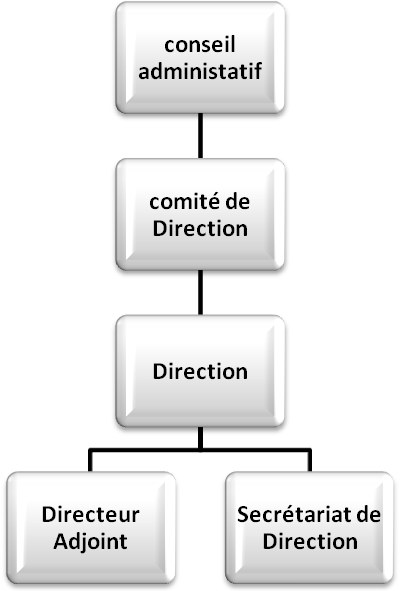 conseil
administatif
comité de
Direction
Direction
Directeur
Adjoint
Secrétariat de
Direction